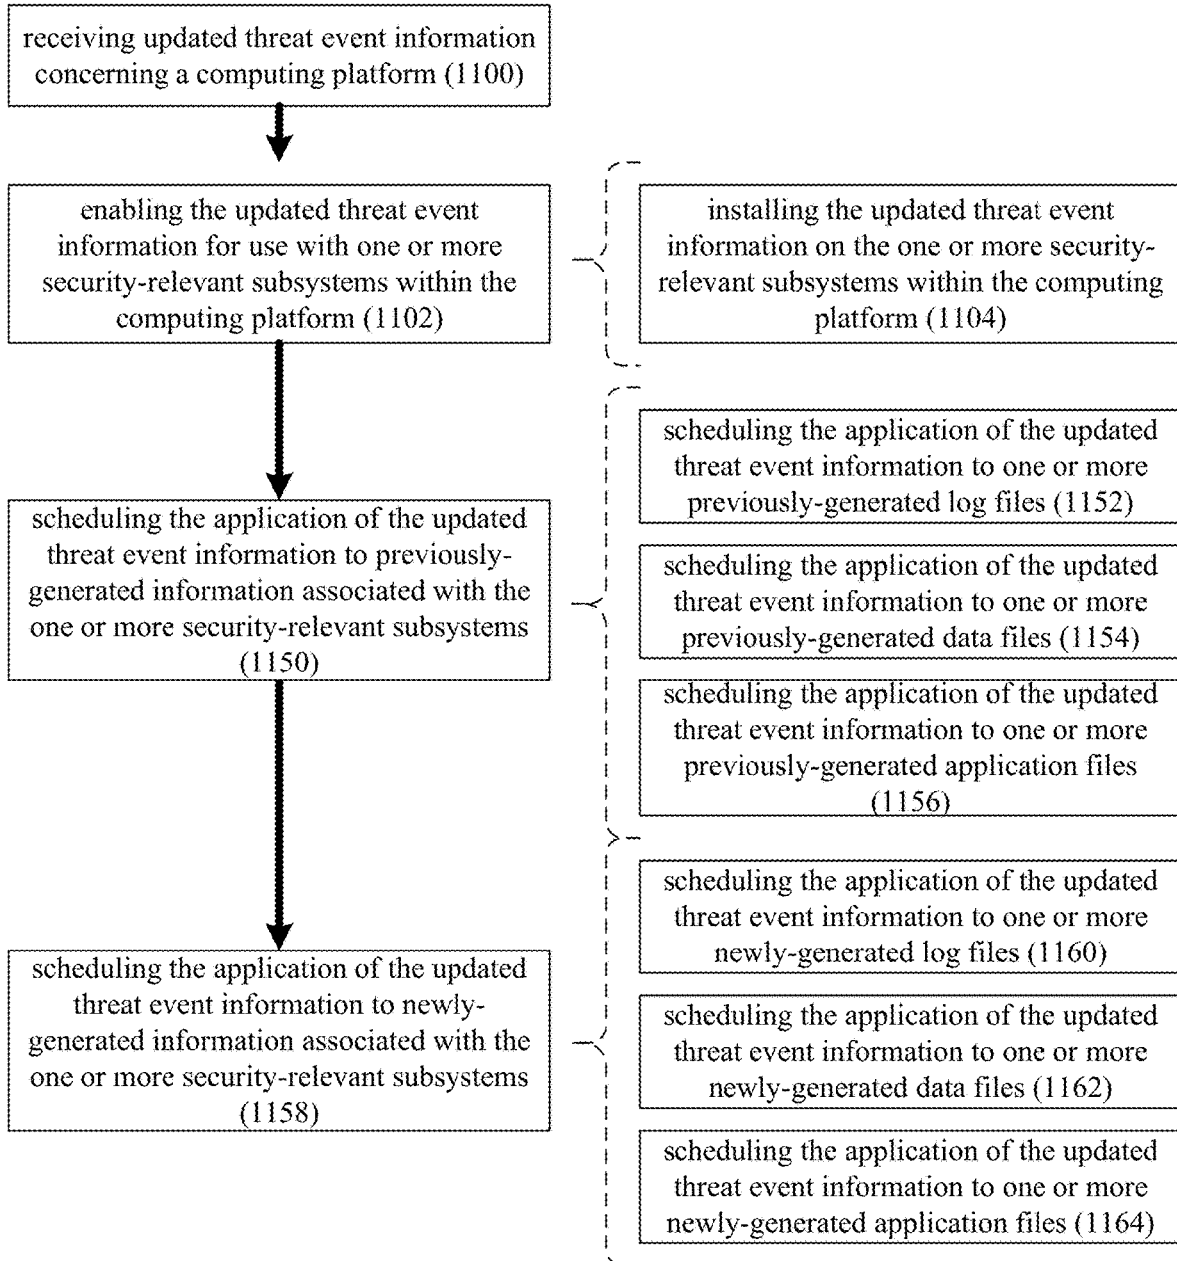 receiving updated threat event information
concerning a computing platform (1100)
enabling the updated threat event
information for use with one or more
security-relevant subsystems within the
computing platform (1102)
installing the updated threat event
information on the one or more security-
relevant subsystems within the computing
platform (1104)
scheduling the application of the updated
threat event information to previously-
generated information associated with the
one or more security-relevant subsystems
(1150)
scheduling the application of the updated
threat event information to one or more
previously-generated log files (1152)
scheduling the application of the updated
threat event information to one or more
previously-generated data files (1154)
scheduling the application of the updated
threat event information to one or more
previously-generated application files
(1156)
scheduling the application of the updated
threat event information to newly-
generated information associated with the
one or more security-relevant subsystems
(1158)
scheduling the application of the updated
threat event information to one or more
newly-generated log files (1160)
scheduling the application of the updated
threat event information to one or more
newly-generated data files (1162)
scheduling the application of the updated
threat event information to one or more
newly-generated application files (1164)